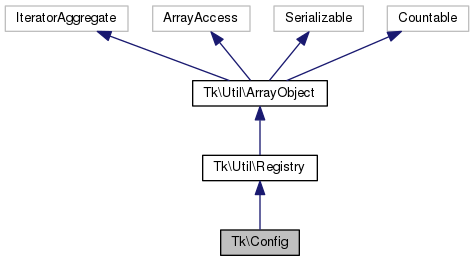 IteratorAggregate ArrayAccess Serializable Countable
Tk\Util\ArrayObject
Tk\Util\Registry
Tk\Config